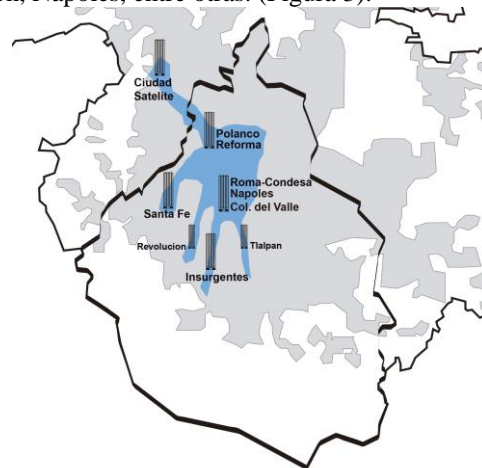 Napoles, entre otras. (Figura 3).
Ciudad
Satelite
Polanco
Reforma
Roma-Condesa
Napoles
Col. del Valle
Santa Fe
Revolucion
Tlalpan
Insurgentes